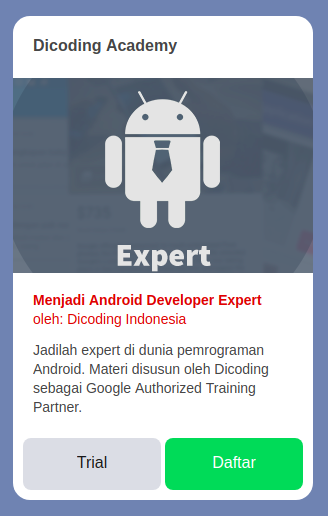 Dicoding Academy
Expert
Menjadi Android Developer Expert
oleh: Dicoding Indonesia
Jadilah expert di dunia pemrograman
Android. Materi disusun oleh Dicoding
sebagai Google Authorized Training
Partner.
Trial
Daftar